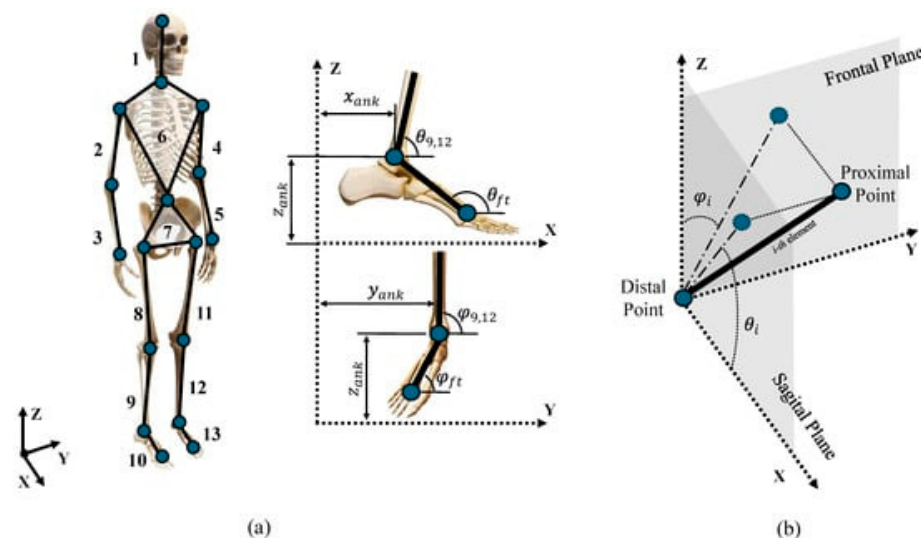 1
2
3
4
5
6
7
8
9
10
11
12
13
Z
Y
X
Z
x_ank
θ_9,12
z_ank
θ_ft
X
y_ank
φ_9,12
z_ank
φ_ft
Y
(a)
Z
Frontal Plane
φ_i
Proximal
Point
i-th element
Y
Distal
Point
θ_i
Sagital Plane
X
(b)